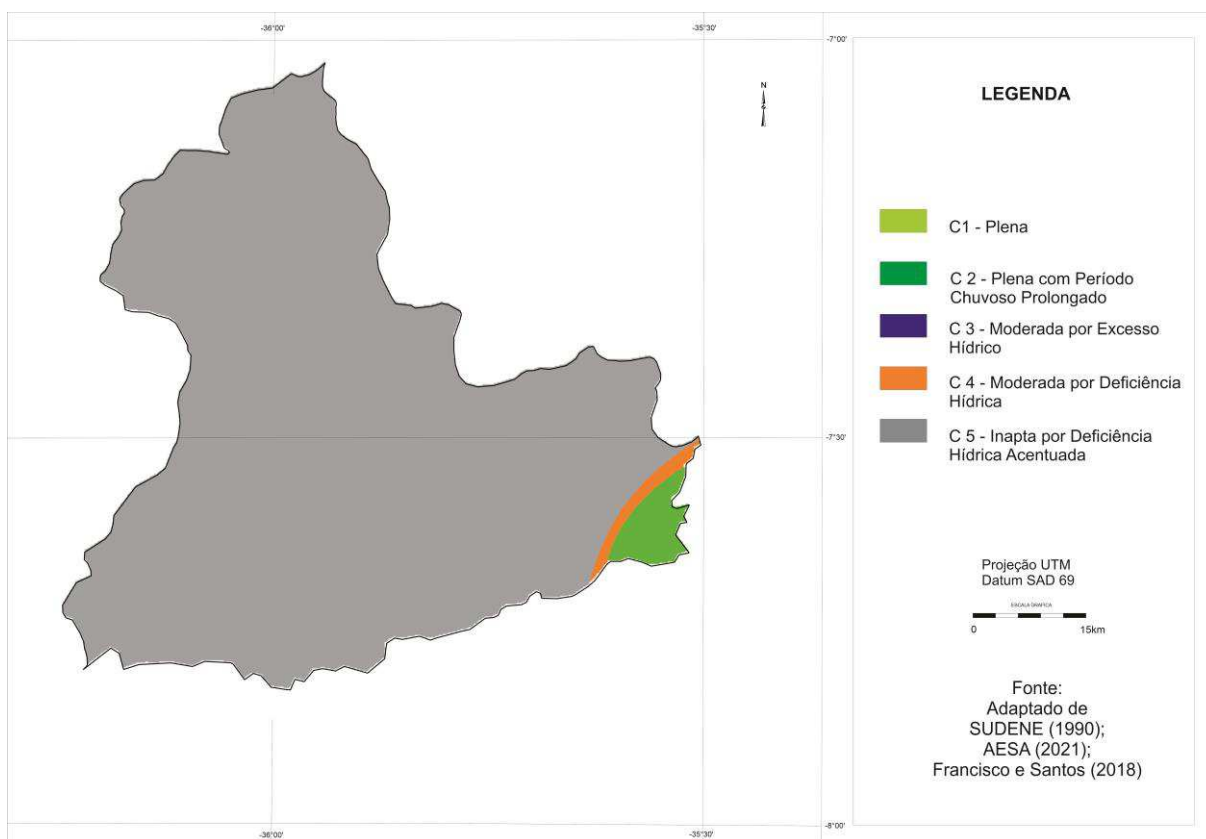 -36°00'
-35°30'
-7°00'
N
LEGENDA
C1 - Plena
C 2 - Plena com Período
Chuvoso Prolongado
C 3 - Moderada por Excesso
Hídrico
C 4 - Moderada por Deficiência
Hídrica
C 5 - Inapta por Deficiência
Hídrica Acentuada
-7°30'
Projeção UTM
Datum SAD 69
ESCALA GRÁFICA
0 15km
Fonte:
Adaptado de
SUDENE (1990);
AESA (2021);
Francisco e Santos (2018)
-36°00'
-35°30'
-8°00'